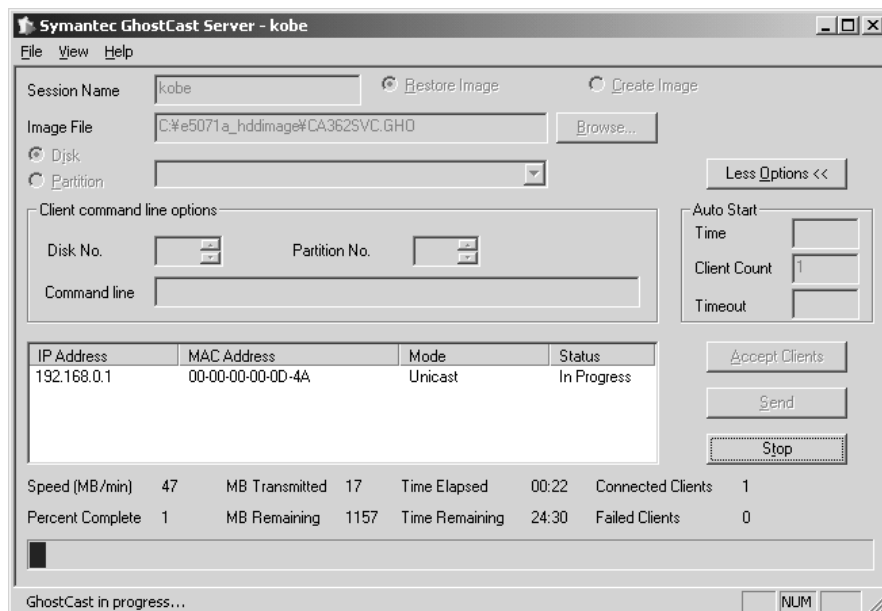 Symantec GhostCast Server - kobe
File View Help
Session Name kobe Restore Image Create Image
Image File C:¥e5071a_hddimage¥CA362SVC.GHO Browse...
Disk
Partition Less Options <<
Client command line options Auto Start
Time
Disk No. Partition No.
Client Count 1
Command line
Timeout
IP Address MAC Address Mode Status
192.168.0.1 00-00-00-00-0D-4A Unicast In Progress
Accept Clients
Send
Stop
Speed (MB/min) 47 MB Transmitted 17 Time Elapsed 00:22 Connected Clients 1
Percent Complete 1 MB Remaining 1157 Time Remaining 24:30 Failed Clients 0
GhostCast in progress... NUM